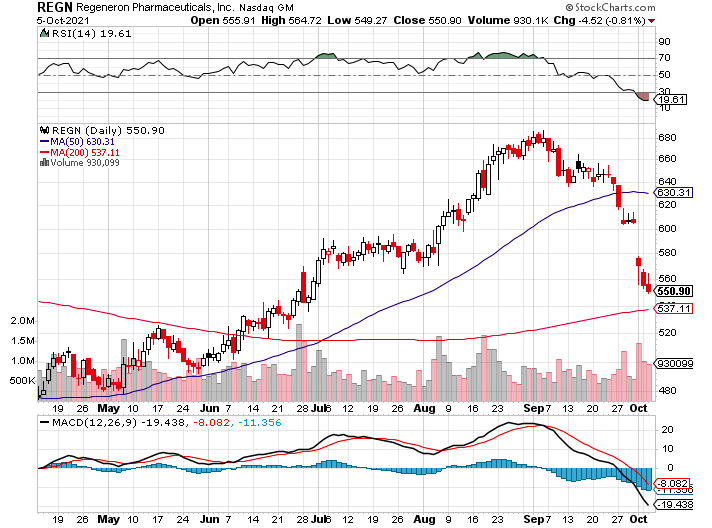 REGN Regeneron Pharmaceuticals, Inc. Nasdaq GM © StockCharts.com
5-Oct-2021 Open 555.91 High 564.72 Low 549.27 Close 550.90 Volume 930.1K Chg -4.52 (-0.81%)
RSI(14) 19.61
90
70
50
30
19.61
10
REGN (Daily) 550.90
MA(50) 630.31
MA(200) 537.11
Volume 930,099
680
660
640
630.31
620
600
580
560
550.90
537.11
2.0M
520
1.5M
1.0M
930099
500K
480
19 26 May 10 17 24 Jun 7 14 21 28 Jul 6 12 19 26 Aug 9 16 23 Sep 7 13 20 27 Oct
MACD(12,26,9) -19.438, -8.082, -11.356
20
10
0
-8.082
-11.356
-19.438
19 26 May 10 17 24 Jun 7 14 21 28 Jul 6 12 19 26 Aug 9 16 23 Sep 7 13 20 27 Oct